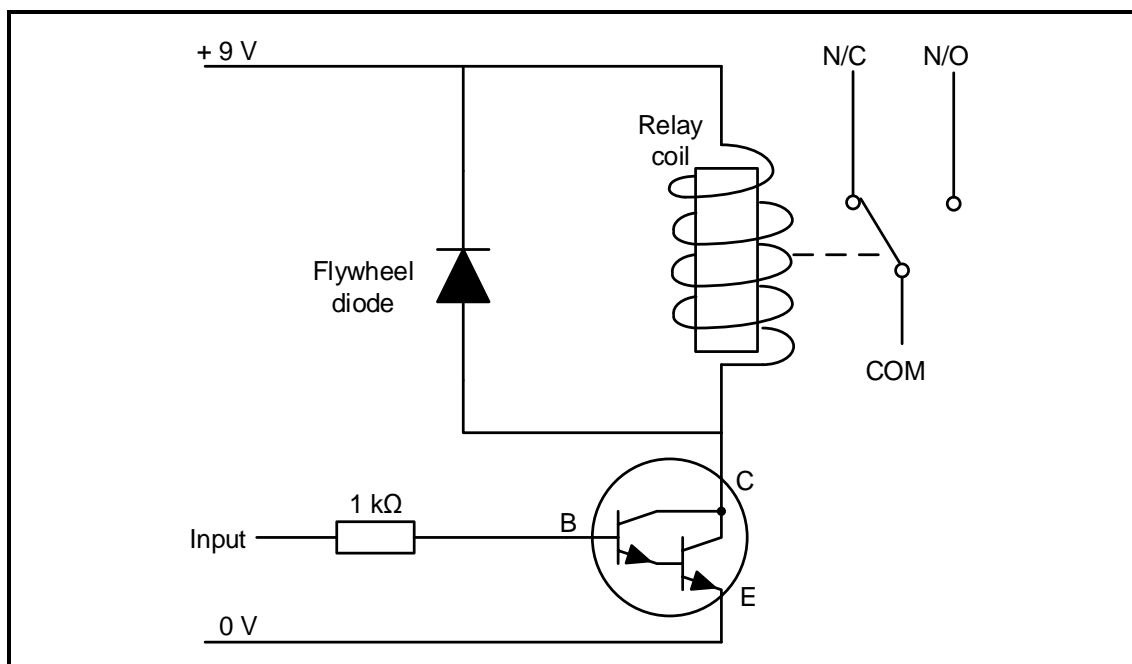 + 9 V
N/C
N/O
Relay
coil
Flywheel
diode
COM
C
1 kΩ
B
Input
E
0 V